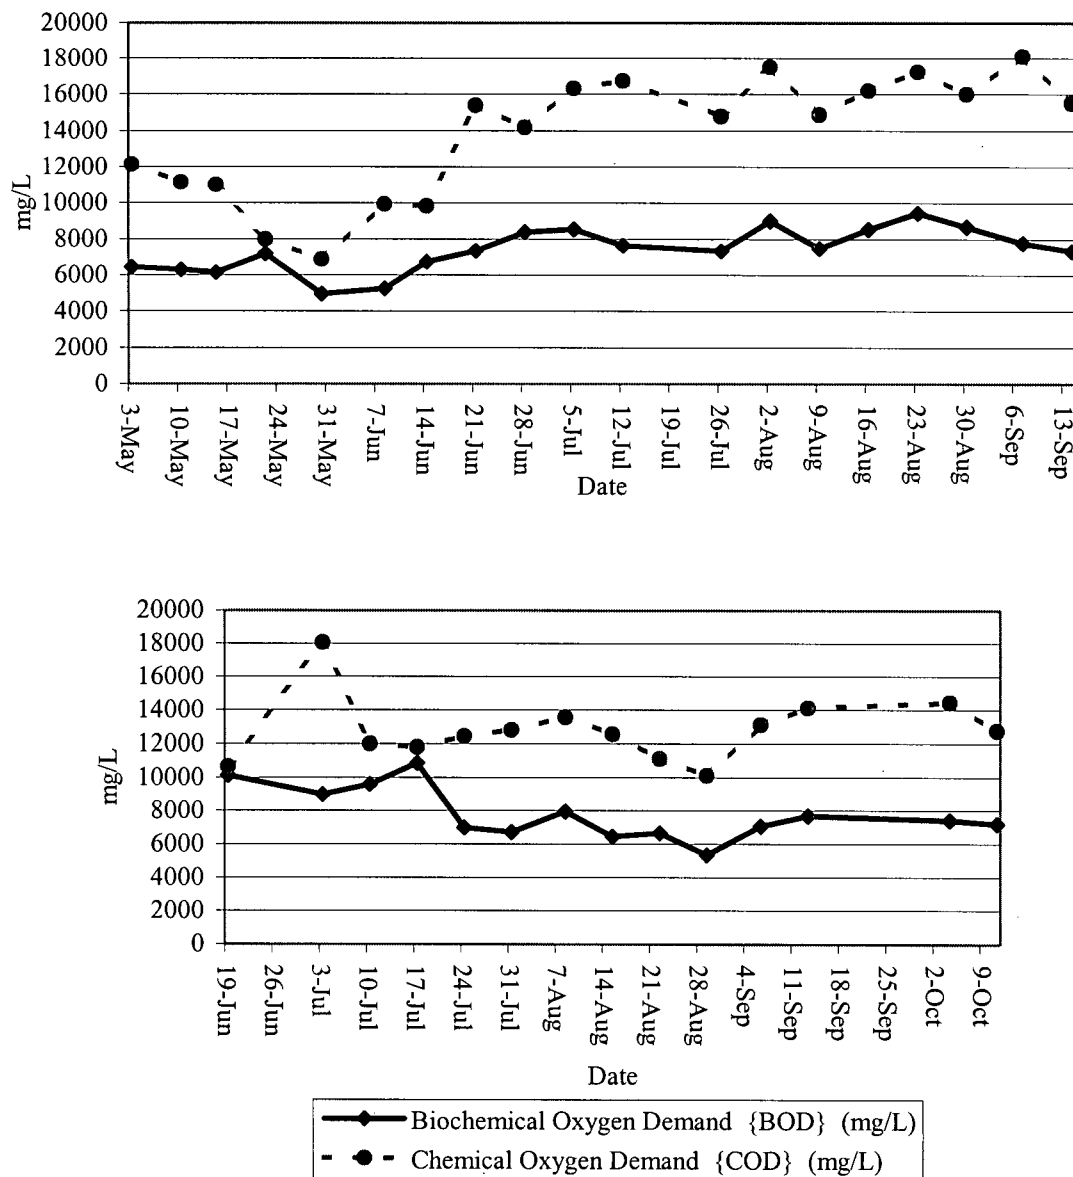 20000
18000
16000
14000
12000
10000
8000
6000
4000
2000
0
mg/L
3-May
10-May
17-May
24-May
31-May
7-Jun
14-Jun
21-Jun
28-Jun
5-Jul
12-Jul
19-Jul
26-Jul
2-Aug
9-Aug
16-Aug
23-Aug
30-Aug
6-Sep
13-Sep
Date
20000
18000
16000
14000
12000
10000
8000
6000
4000
2000
0
mg/L
19-Jun
26-Jun
3-Jul
10-Jul
17-Jul
24-Jul
31-Jul
7-Aug
14-Aug
21-Aug
28-Aug
4-Sep
11-Sep
18-Sep
25-Sep
2-Oct
9-Oct
Date
Biochemical Oxygen Demand {BOD} (mg/L)
Chemical Oxygen Demand {COD} (mg/L)